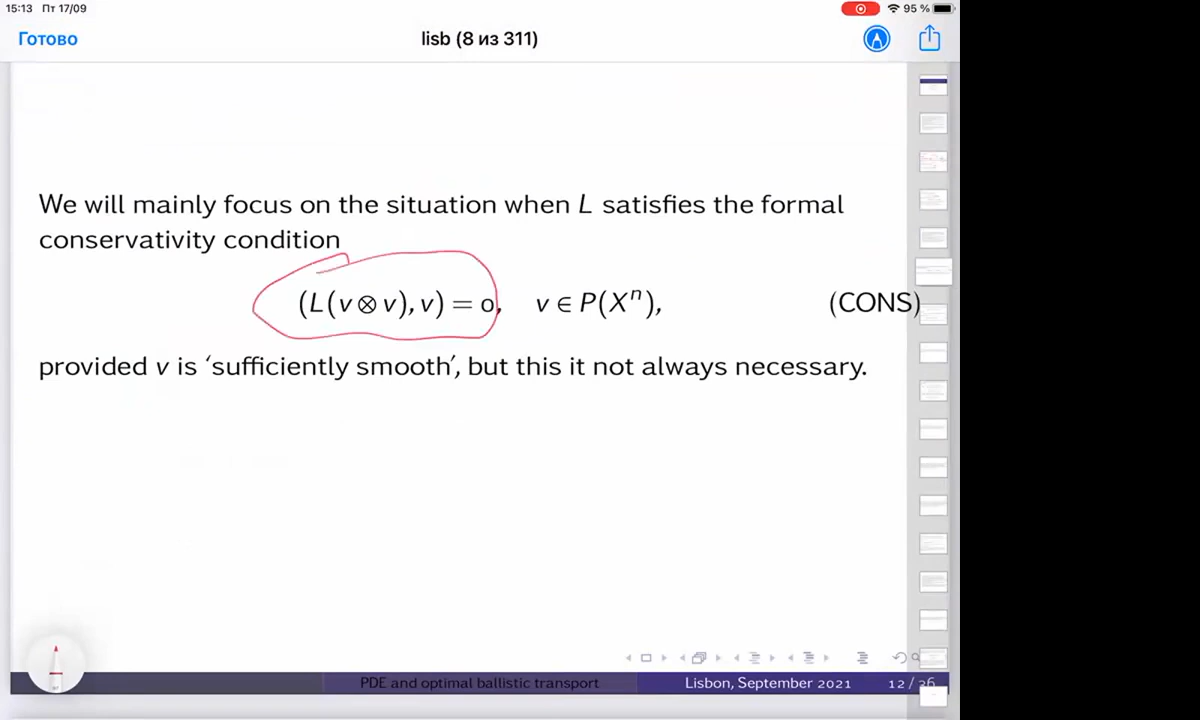 15:13 Пт 17/09 95 %
Готово lisb (8 из 311)
We will mainly focus on the situation when L satisfies the formal
conservativity condition
(L(v ⊗ v), v) = 0, v ∈ P(Xⁿ), (CONS)
provided v is ‘sufficiently smooth’, but this it not always necessary.
PDE and optimal ballistic transport Lisbon, September 2021 12 / 36